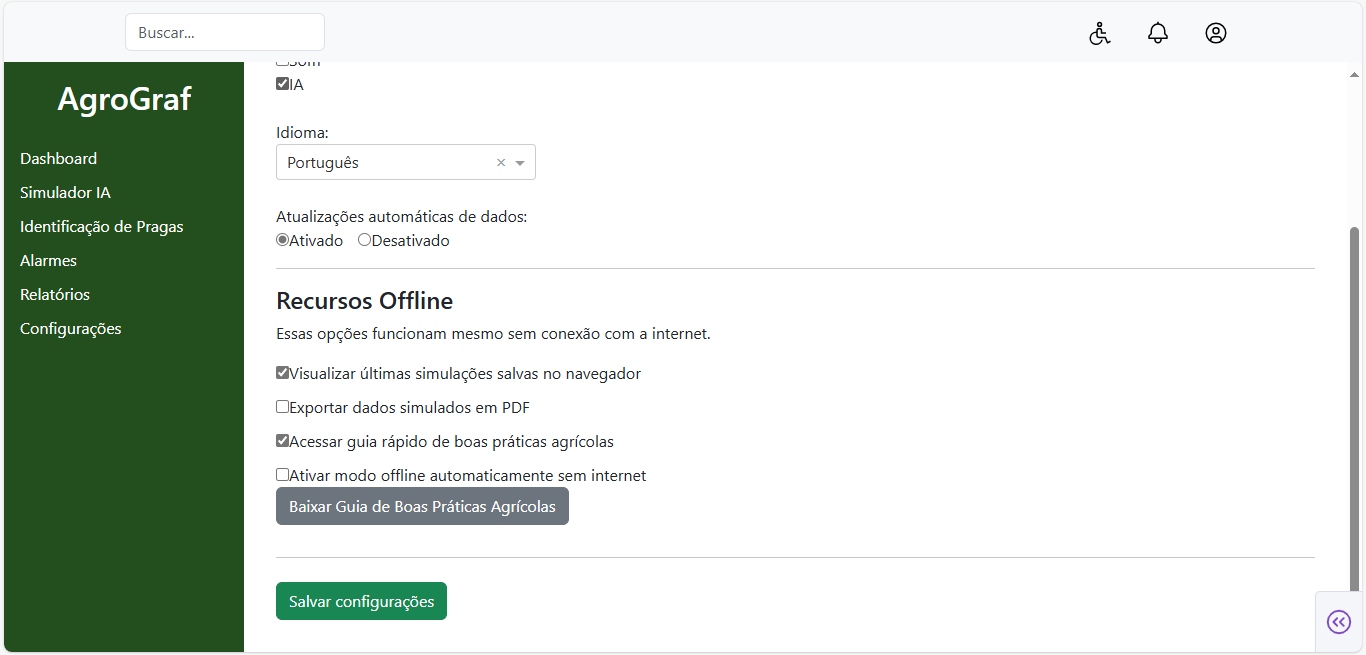 Buscar...
AgroGraf
Dashboard
Simulador IA
Identificação de Pragas
Alarmes
Relatórios
Configurações
Som
IA
Idioma:
Português
Atualizações automáticas de dados:
Ativado Desativado
Recursos Offline
Essas opções funcionam mesmo sem conexão com a internet.
Visualizar últimas simulações salvas no navegador
Exportar dados simulados em PDF
Acessar guia rápido de boas práticas agrícolas
Ativar modo offline automaticamente sem internet
Baixar Guia de Boas Práticas Agrícolas
Salvar configurações